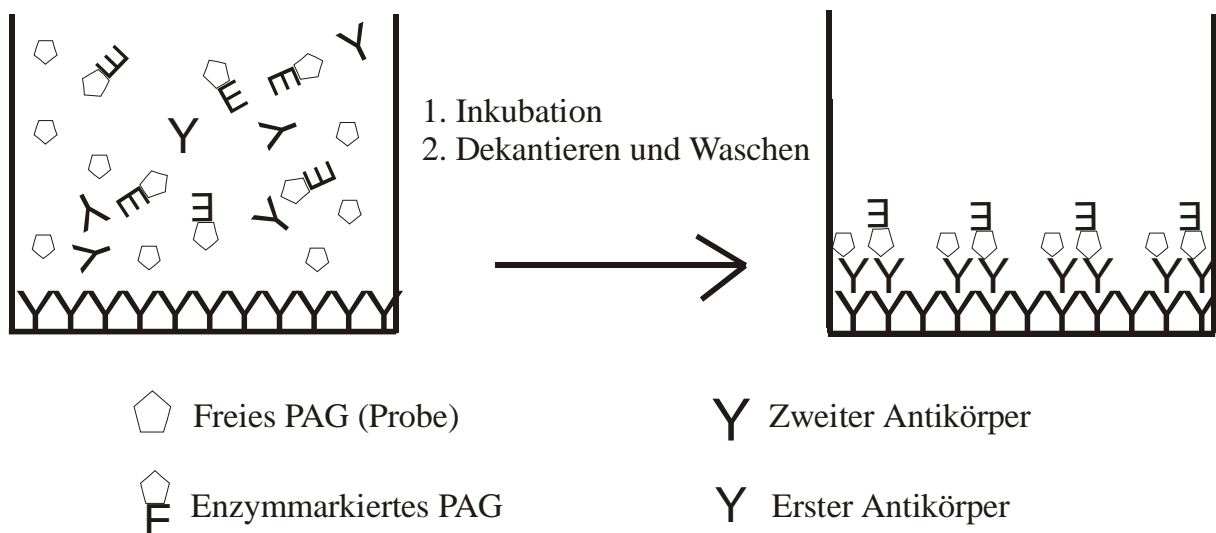 1. Inkubation
2. Dekantieren und Waschen
Freies PAG (Probe)
Zweiter Antikörper
Enzymmarkiertes PAG
Erster Antikörper